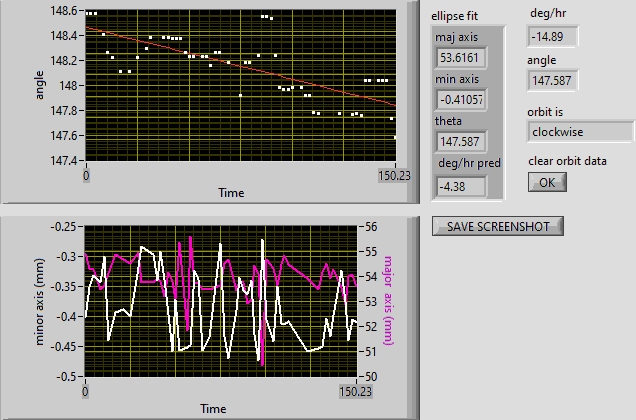 148.6
148.4
148.2
148
147.8
147.6
147.4
angle
0
150.23
Time
ellipse fit
maj axis
53.6161
min axis
-0.41057
theta
147.587
deg/hr pred
-4.38
deg/hr
-14.89
angle
147.587
orbit is
clockwise
clear orbit data
OK
SAVE SCREENSHOT
-0.25
-0.3
-0.35
-0.4
-0.45
-0.5
minor axis (mm)
56
55
54
53
52
51
50
major axis (mm)
0
150.23
Time